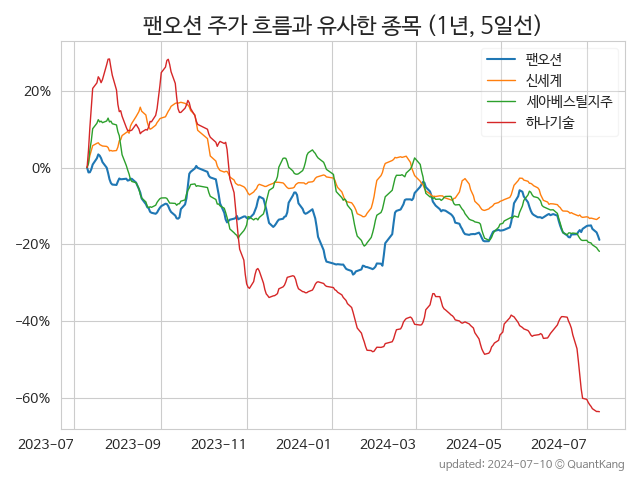 팬오션 주가 흐름과 유사한 종목 (1년, 5일선)
팬오션
신세계
세아베스틸지주
하나기술
20%
0%
−20%
−40%
−60%
2023-07
2023-09
2023-11
2024-01
2024-03
2024-05
2024-07
updated: 2024-07-10 © QuantKang